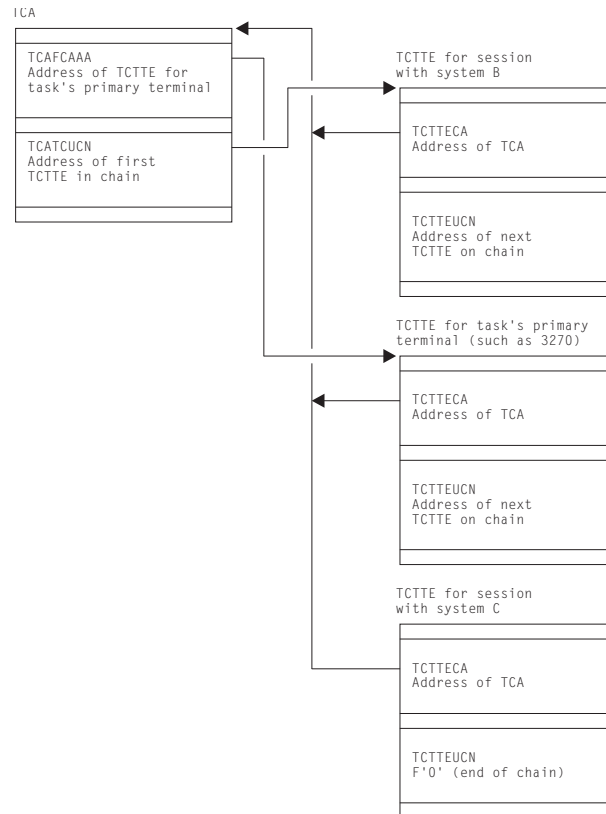 TCA
TCAFCAAA
Address of TCTTE for
task's primary terminal
TCATCUCN
Address of first
TCTTE in chain
TCTTE for session
with system B
TCTTECA
Address of TCA
TCTTEUCN
Address of next
TCTTE on chain
TCTTE for task's primary
terminal (such as 3270)
TCTTECA
Address of TCA
TCTTEUCN
Address of next
TCTTE on chain
TCTTE for session
with system C
TCTTECA
Address of TCA
TCTTEUCN
F'0' (end of chain)